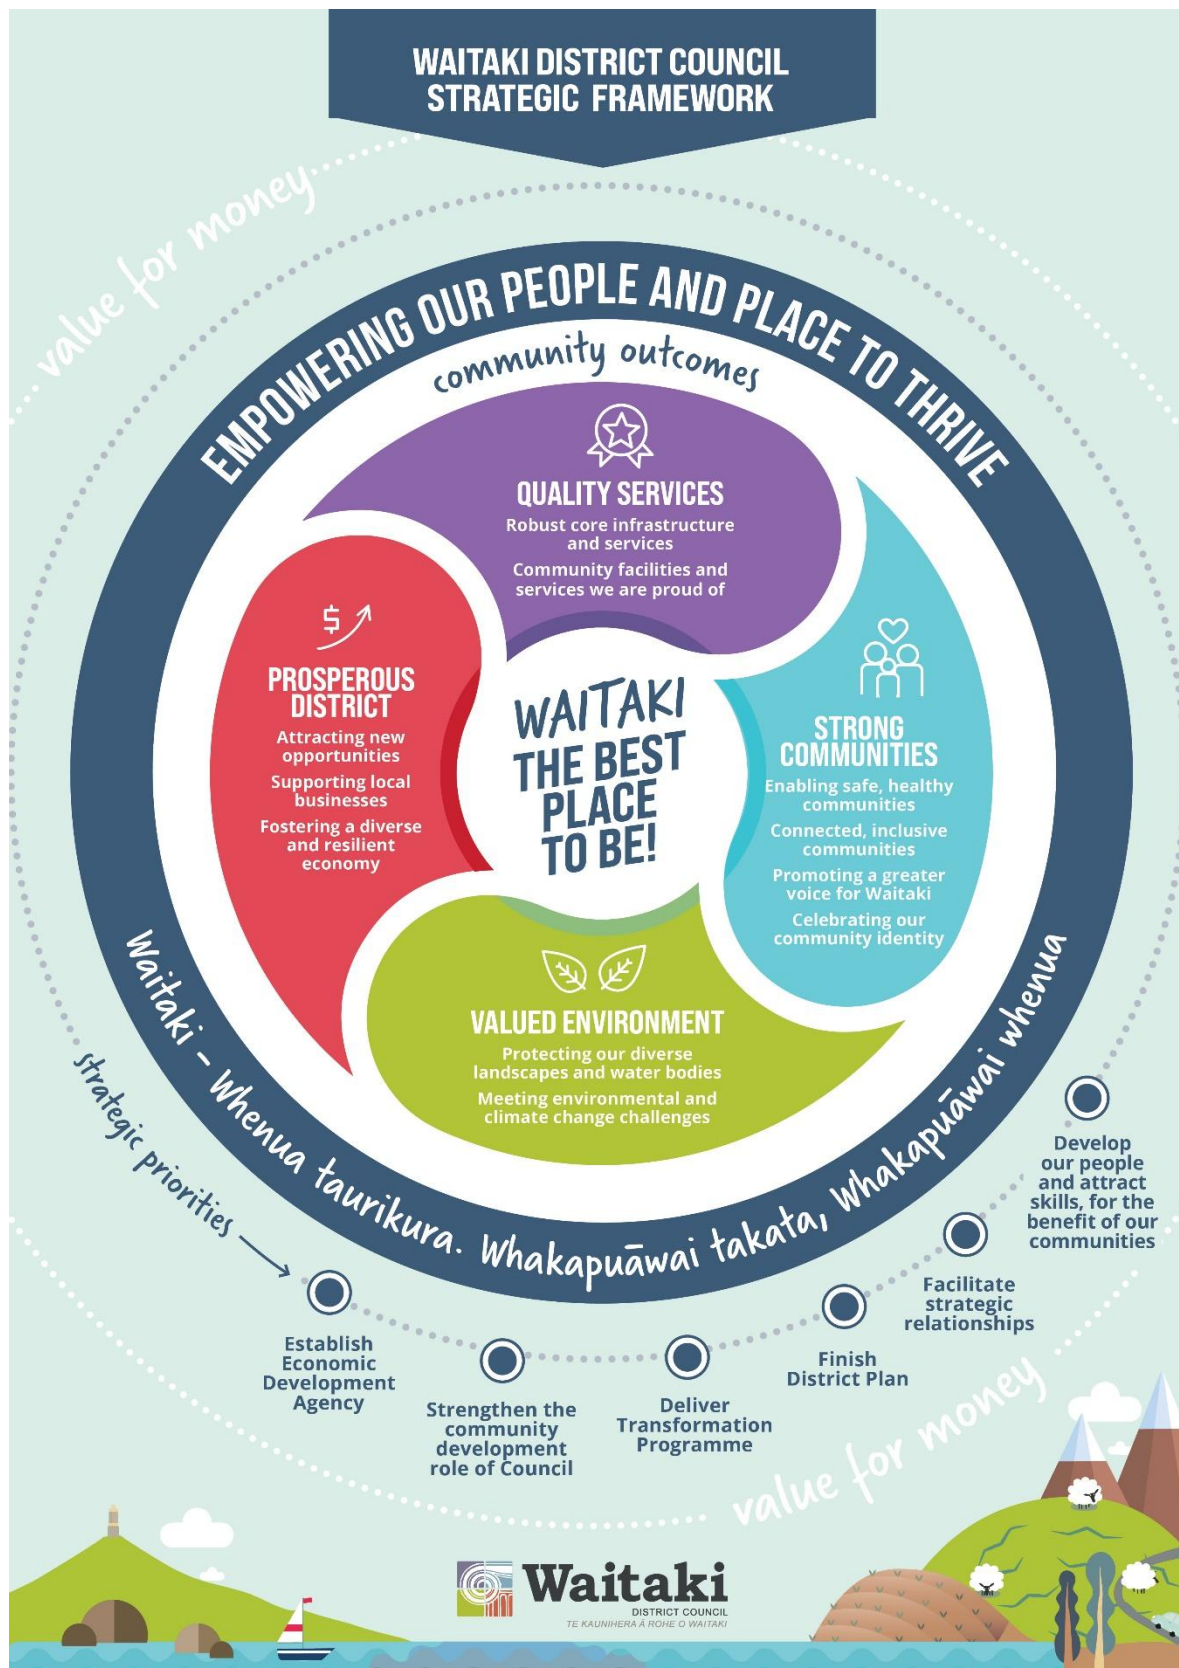 WAITAKI DISTRICT COUNCIL
STRATEGIC FRAMEWORK
value for money
EMPOWERING OUR PEOPLE AND PLACE TO THRIVE
community outcomes
QUALITY SERVICES
Robust core infrastructure
and services
Community facilities and
services we are proud of
PROSPEROUS
DISTRICT
Attracting new
opportunities
Supporting local
businesses
Fostering a diverse
and resilient
economy
WAITAKI
THE BEST
PLACE
TO BE!
STRONG
COMMUNITIES
Enabling safe, healthy
communities
Connected, inclusive
communities
Promoting a greater
voice for Waitaki
Celebrating our
community identity
VALUED ENVIRONMENT
Protecting our diverse
landscapes and water bodies
Meeting environmental and
climate change challenges
Waitaki – Whenua taurikura. Whakapuāwai takata, Whakapuāwai whenua
strategic priorities
Establish
Economic
Development
Agency
Strengthen the
community
development
role of Council
Deliver
Transformation
Programme
Finish
District Plan
Facilitate
strategic
relationships
Develop
our people
and attract
skills, for the
benefit of our
communities
value for money
Waitaki
DISTRICT COUNCIL
TE KAUNIHERA Ā ROHE O WAITAKI